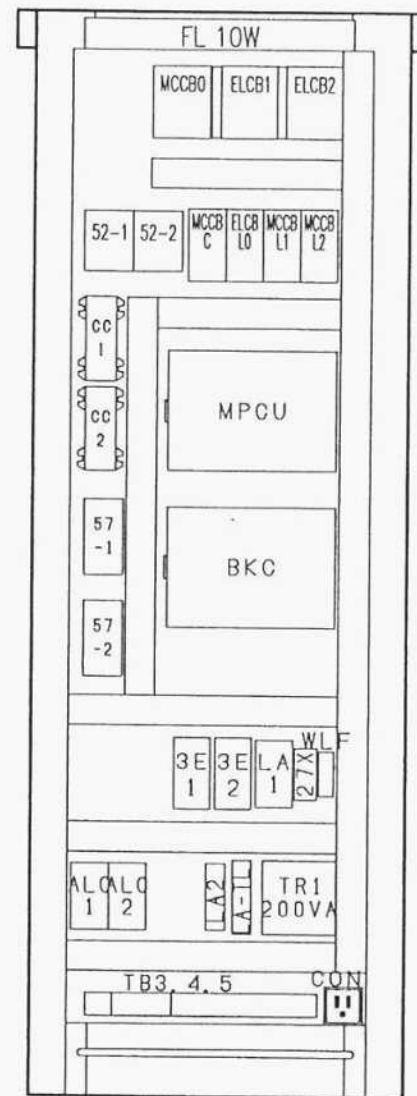 FL 10W
MCCB0 ELCB1 ELCB2
52-1 52-2 MCCB C ELCB L0 MCCB L1 MCCB L2
CC 1
MPCU
CC 2
57 -1
BKC
57 -2
WLF
3E 1 3E 2 LA 1 27X
ALC 1 ALC 2 LA2 LA-TL TR1 200VA
TB3.4.5 CON